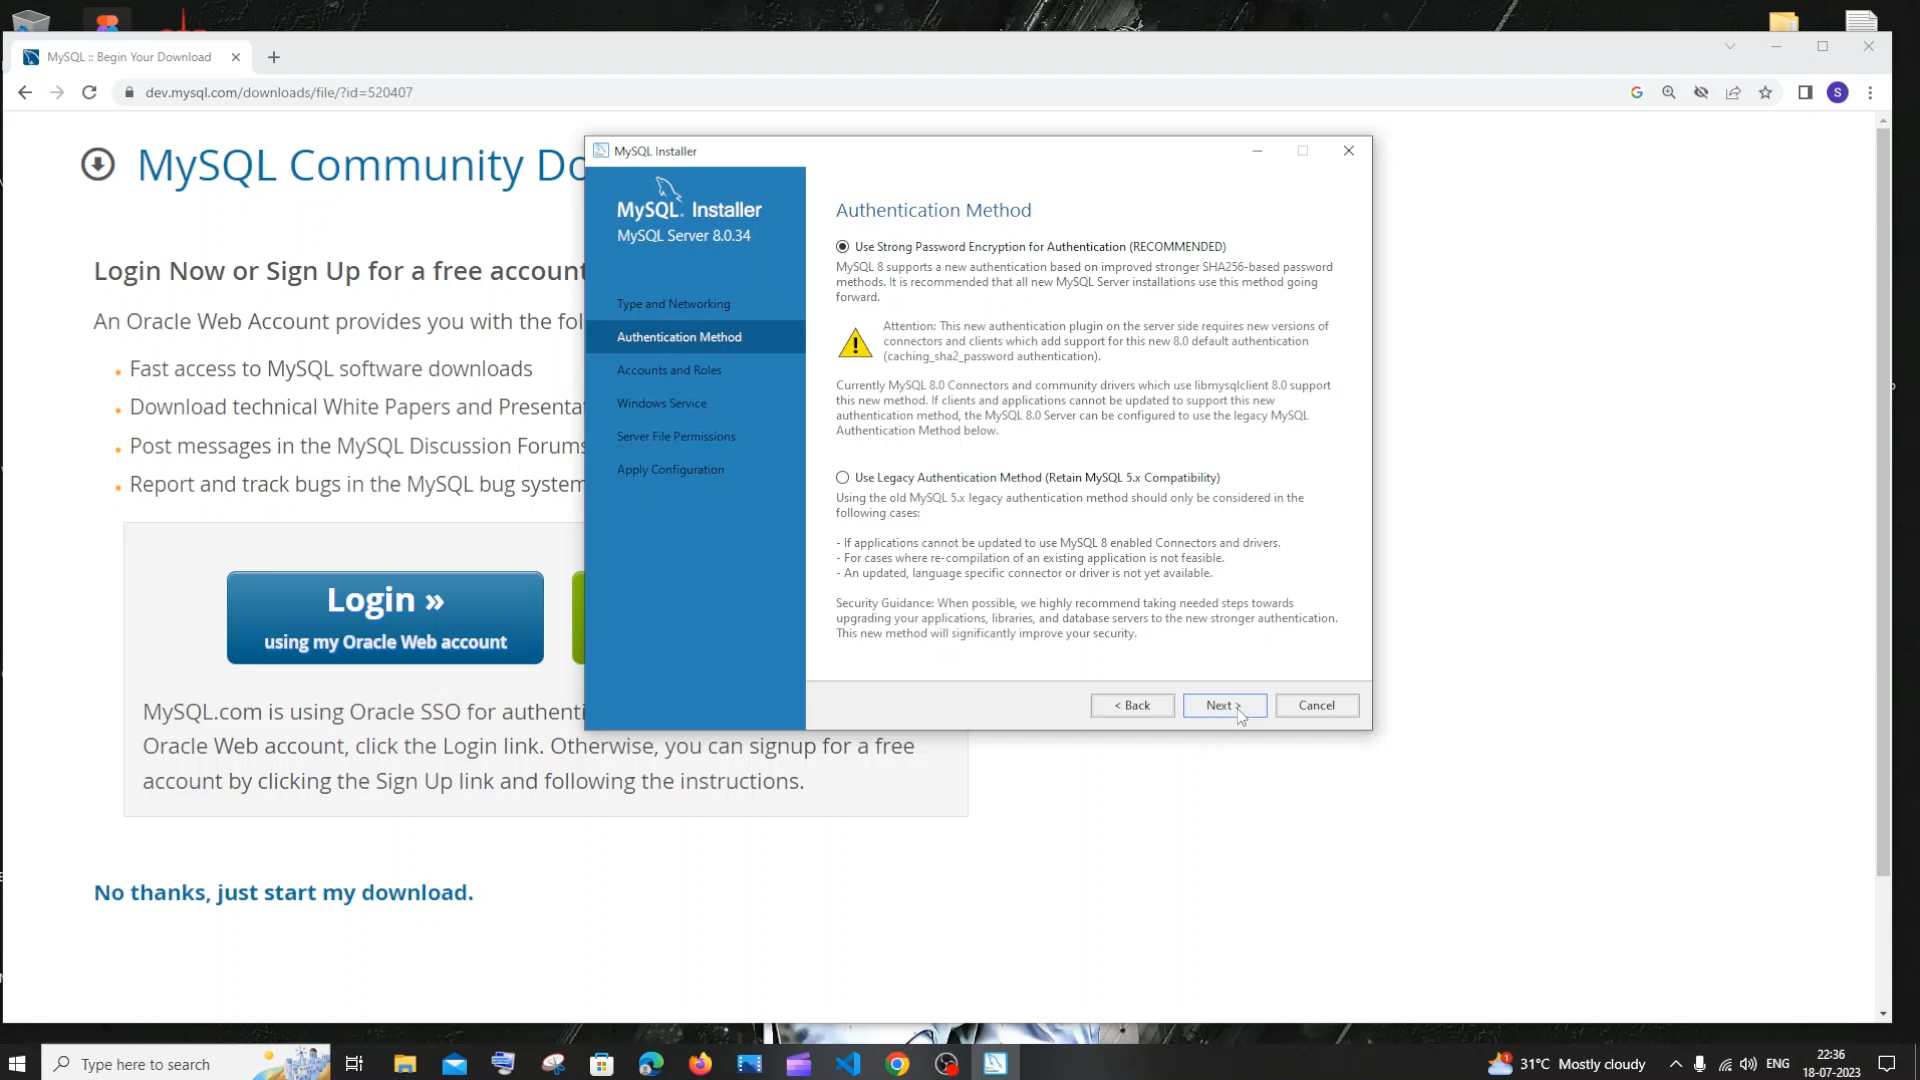 MySQL :: Begin Your Download
dev.mysql.com/downloads/file/?id=520407
S
MySQL Community Do
Login Now or Sign Up for a free account
An Oracle Web Account provides you with the fol
Fast access to MySQL software downloads
Download technical White Papers and Presenta
Post messages in the MySQL Discussion Forums
Report and track bugs in the MySQL bug system
Login »
using my Oracle Web account
MySQL.com is using Oracle SSO for authenti
Oracle Web account, click the Login link. Otherwise, you can signup for a free
account by clicking the Sign Up link and following the instructions.
No thanks, just start my download.
MySQL Installer
MySQL. Installer
MySQL Server 8.0.34
Type and Networking
Authentication Method
Accounts and Roles
Windows Service
Server File Permissions
Apply Configuration
Authentication Method
Use Strong Password Encryption for Authentication (RECOMMENDED)
MySQL 8 supports a new authentication based on improved stronger SHA256-based password
methods. It is recommended that all new MySQL Server installations use this method going
forward.
Attention: This new authentication plugin on the server side requires new versions of
connectors and clients which add support for this new 8.0 default authentication
(caching_sha2_password authentication).
Currently MySQL 8.0 Connectors and community drivers which use libmysqlclient 8.0 support
this new method. If clients and applications cannot be updated to support this new
authentication method, the MySQL 8.0 Server can be configured to use the legacy MySQL
Authentication Method below.
Use Legacy Authentication Method (Retain MySQL 5.x Compatibility)
Using the old MySQL 5.x legacy authentication method should only be considered in the
following cases:
- If applications cannot be updated to use MySQL 8 enabled Connectors and drivers.
- For cases where re-compilation of an existing application is not feasible.
- An updated, language specific connector or driver is not yet available.
Security Guidance: When possible, we highly recommend taking needed steps towards
upgrading your applications, libraries, and database servers to the new stronger authentication.
This new method will significantly improve your security.
< Back
Next >
Cancel
Type here to search
1
31°C Mostly cloudy
ENG
22:36
18-07-2023